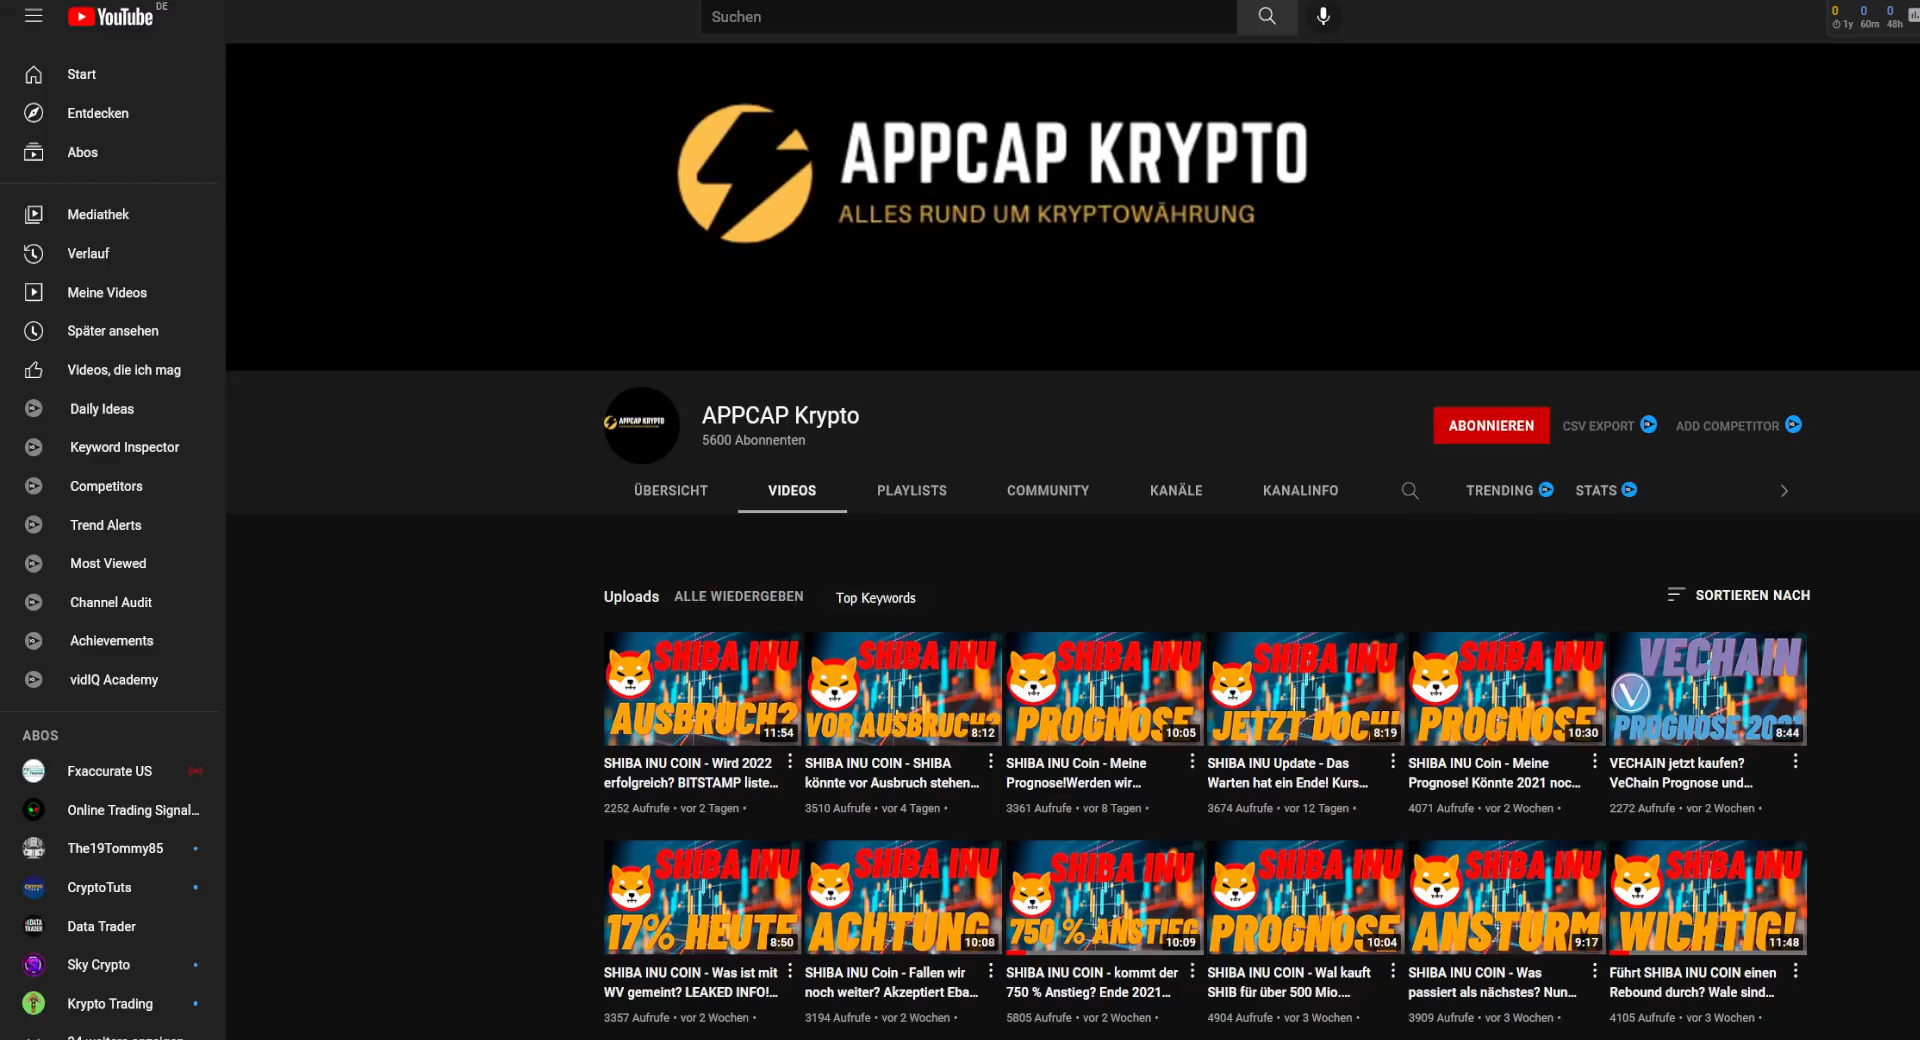 YouTube DE
Suchen
0 0 0
1y 60m 48h
Start
Entdecken
Abos
Mediathek
Verlauf
Meine Videos
Später ansehen
Videos, die ich mag
Daily Ideas
Keyword Inspector
Competitors
Trend Alerts
Most Viewed
Channel Audit
Achievements
vidIQ Academy
ABOS
Fxaccurate US
Online Trading Signal...
The19Tommy85
CryptoTuts
Data Trader
Sky Crypto
Krypto Trading
APPCAP KRYPTO
ALLES RUND UM KRYPTOWÄHRUNG
APPCAP KRYPTO
APPCAP Krypto
5600 Abonnenten
ABONNIEREN CSV EXPORT ADD COMPETITOR
ÜBERSICHT VIDEOS PLAYLISTS COMMUNITY KANÄLE KANALINFO TRENDING STATS
Uploads ALLE WIEDERGEBEN Top Keywords SORTIEREN NACH
SHIBA INU
AUSBRUCH?
11:54
SHIBA INU COIN - Wird 2022
erfolgreich? BITSTAMP liste...
2252 Aufrufe • vor 2 Tagen •
SHIBA INU
VOR AUSBRUCH?
8:12
SHIBA INU COIN - SHIBA
könnte vor Ausbruch stehen...
3510 Aufrufe • vor 4 Tagen •
SHIBA INU
PROGNOSE
10:05
SHIBA INU Coin - Meine
Prognose!Werden wir...
3361 Aufrufe • vor 8 Tagen •
SHIBA INU
JETZT DOCH!
8:19
SHIBA INU Update - Das
Warten hat ein Ende! Kurs...
3674 Aufrufe • vor 12 Tagen •
SHIBA INU
PROGNOSE
10:30
SHIBA INU Coin - Meine
Prognose! Könnte 2021 noc...
4071 Aufrufe • vor 2 Wochen •
VECHAIN
PROGNOSE 2021
8:44
VECHAIN jetzt kaufen?
VeChain Prognose und...
2272 Aufrufe • vor 2 Wochen •
SHIBA INU
17% HEUTE
8:50
SHIBA INU COIN - Was ist mit
WV gemeint? LEAKED INFO!...
3357 Aufrufe • vor 2 Wochen •
SHIBA INU
ACHTUNG
10:08
SHIBA INU Coin - Fallen wir
noch weiter? Akzeptiert Eba...
3194 Aufrufe • vor 2 Wochen •
SHIBA INU
750 % ANSTIEG
10:09
SHIBA INU COIN - kommt der
750 % Anstieg? Ende 2021...
5805 Aufrufe • vor 2 Wochen •
SHIBA INU
PROGNOSE
10:04
SHIBA INU COIN - Wal kauft
SHIB für über 500 Mio....
4904 Aufrufe • vor 3 Wochen •
SHIBA INU
ANSTURM
9:17
SHIBA INU COIN - Was
passiert als nächstes? Nun...
3909 Aufrufe • vor 3 Wochen •
SHIBA INU
WICHTIG!
11:48
Führt SHIBA INU COIN einen
Rebound durch? Wale sind...
4105 Aufrufe • vor 3 Wochen •